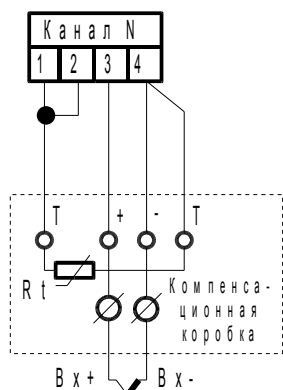 Канал N
1 2 3 4
T + - T
Rt
Компенса-
ционная
коробка
Вх+ Вх-